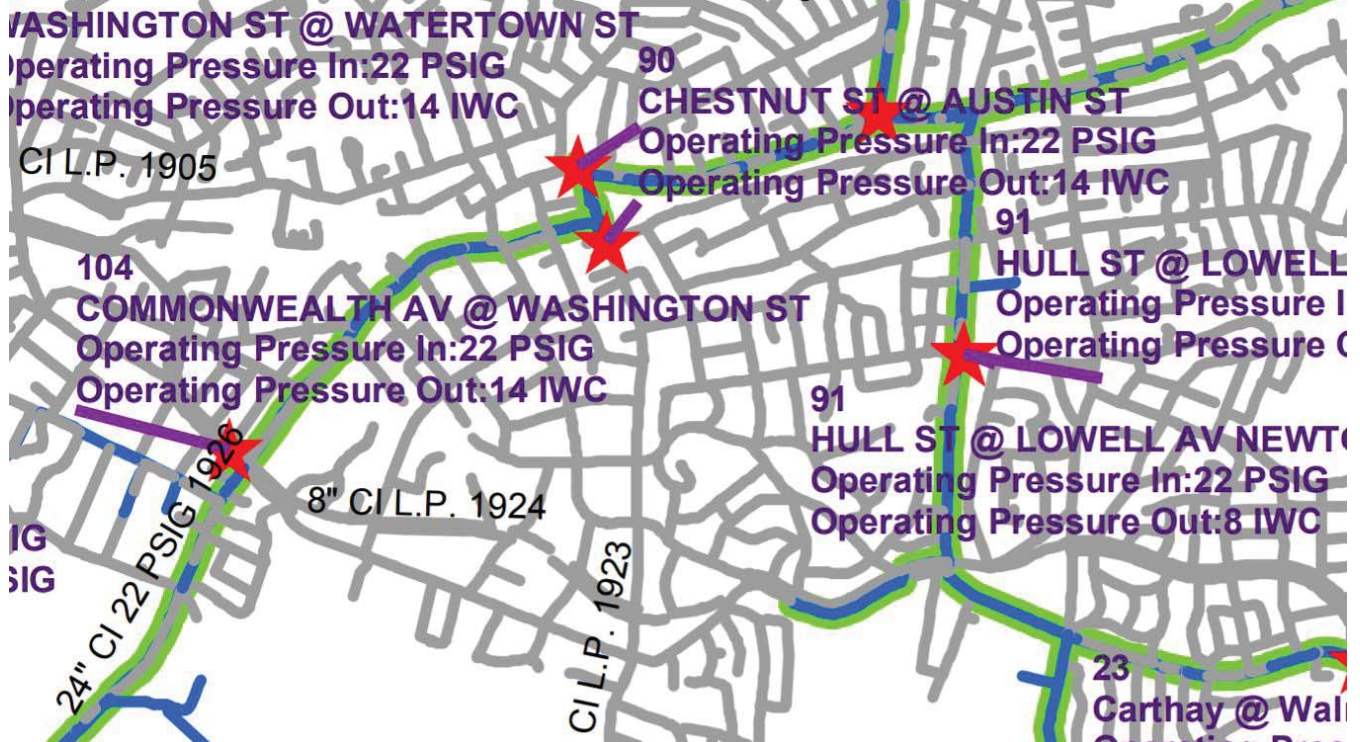 WASHINGTON ST @ WATERTOWN ST
Operating Pressure In:22 PSIG
Operating Pressure Out:14 IWC
CI L.P. 1905
90
CHESTNUT ST @ AUSTIN ST
Operating Pressure In:22 PSIG
Operating Pressure Out:14 IWC
91
HULL ST @ LOWELL
Operating Pressure I
Operating Pressure O
104
COMMONWEALTH AV @ WASHINGTON ST
Operating Pressure In:22 PSIG
Operating Pressure Out:14 IWC
91
HULL ST @ LOWELL AV NEWTO
Operating Pressure In:22 PSIG
Operating Pressure Out:8 IWC
24" CI 22 PSIG 1926
8" CI L.P. 1924
CI L.P. 1923
IG
SIG
23
Carthay @ Wal